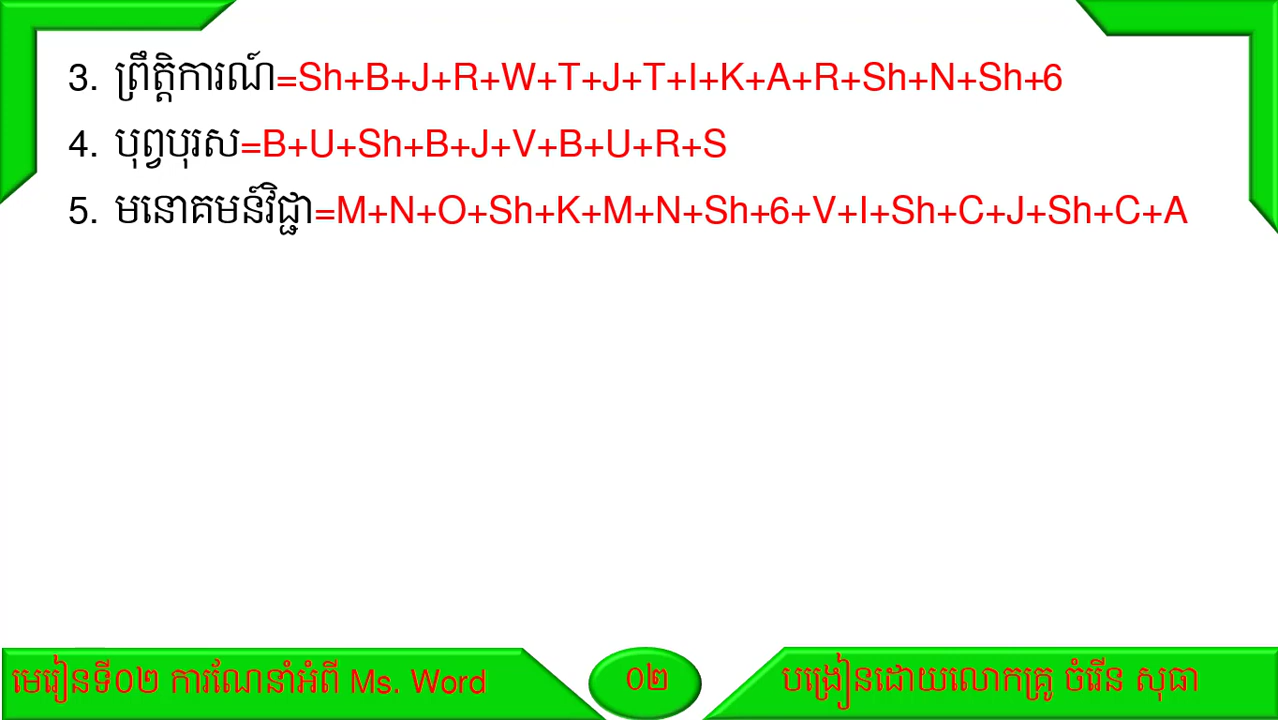 3. ព្រឹត្តិការណ៍=Sh+B+J+R+W+T+J+T+I+K+A+R+Sh+N+Sh+6
4. បុព្វបុរស=B+U+Sh+B+J+V+B+U+R+S
5. មនោគមន៍វិជ្ជា=M+N+O+Sh+K+M+N+Sh+6+V+I+Sh+C+J+Sh+C+A
មេរៀនទី០២ ការណែនាំអំពី Ms. Word
០២
បង្រៀនដោយលោកគ្រូ ចំរើន សុធា